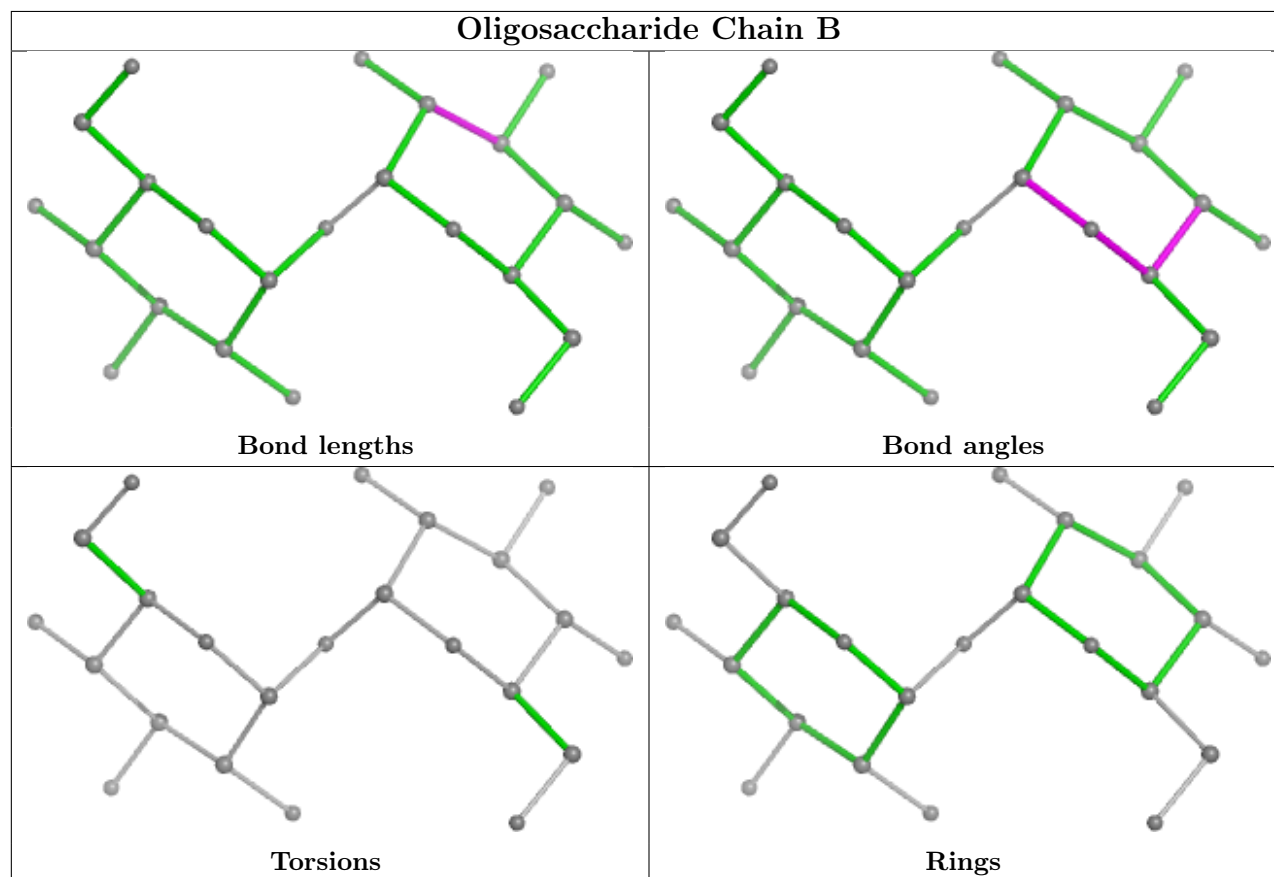 Oligosaccharide Chain B
Bond lengths
Bond angles
Torsions
Rings